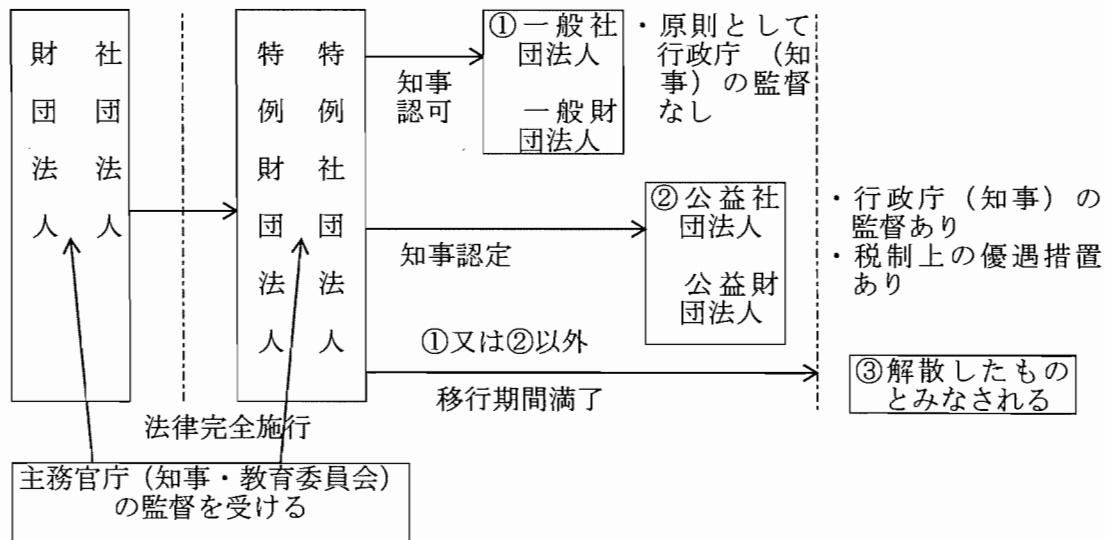 社団法人
財団法人
特例社団法人
特例財団法人
知事
認可
①一般社
団法人
一般財
団法人
・原則として
行政庁（知
事）の監督
なし
知事認定
②公益社
団法人
公益財
団法人
・行政庁（知事）の
監督あり
・税制上の優遇措置
あり
①又は②以外
移行期間満了
③解散したもの
とみなされる
法律完全施行
主務官庁（知事・教育委員会）
の監督を受ける